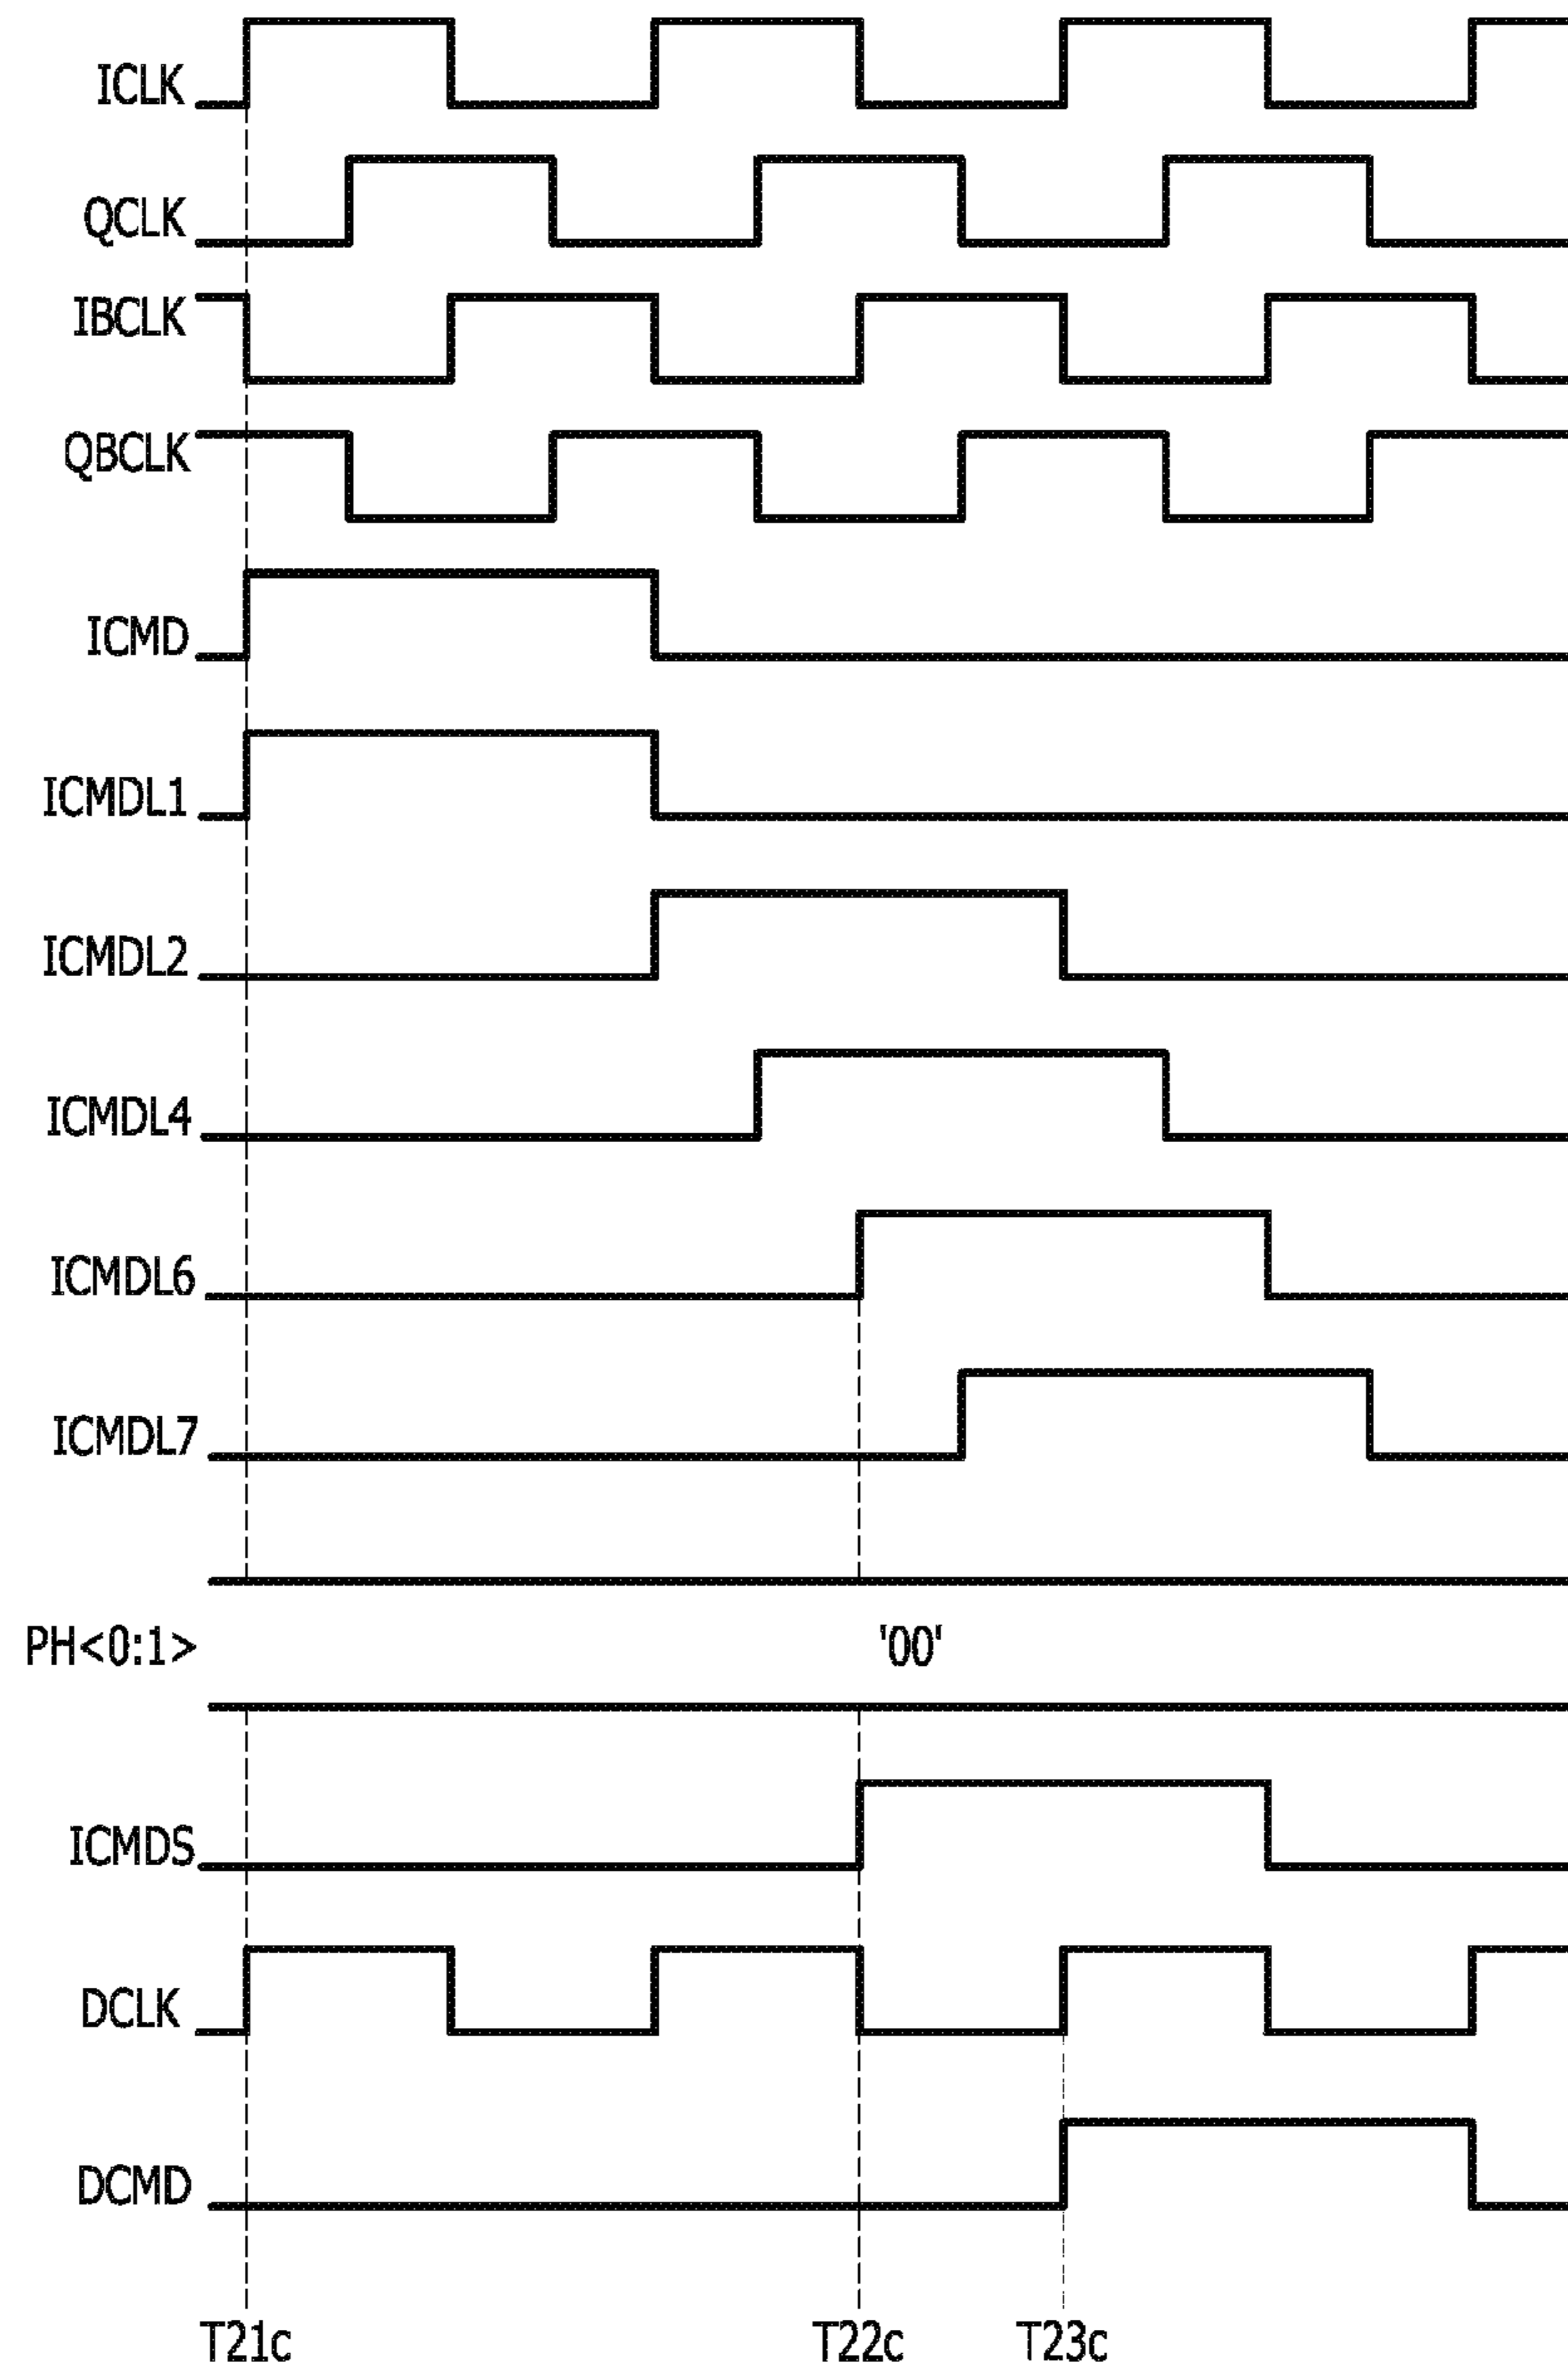 ICLK
QCLK
IBCLK
QBCLK
ICMD
ICMDL1
ICMDL2
ICMDL4
ICMDL6
ICMDL7
PH<0:1> '00'
ICMDS
DCLK
DCMD
T21c T22c T23c